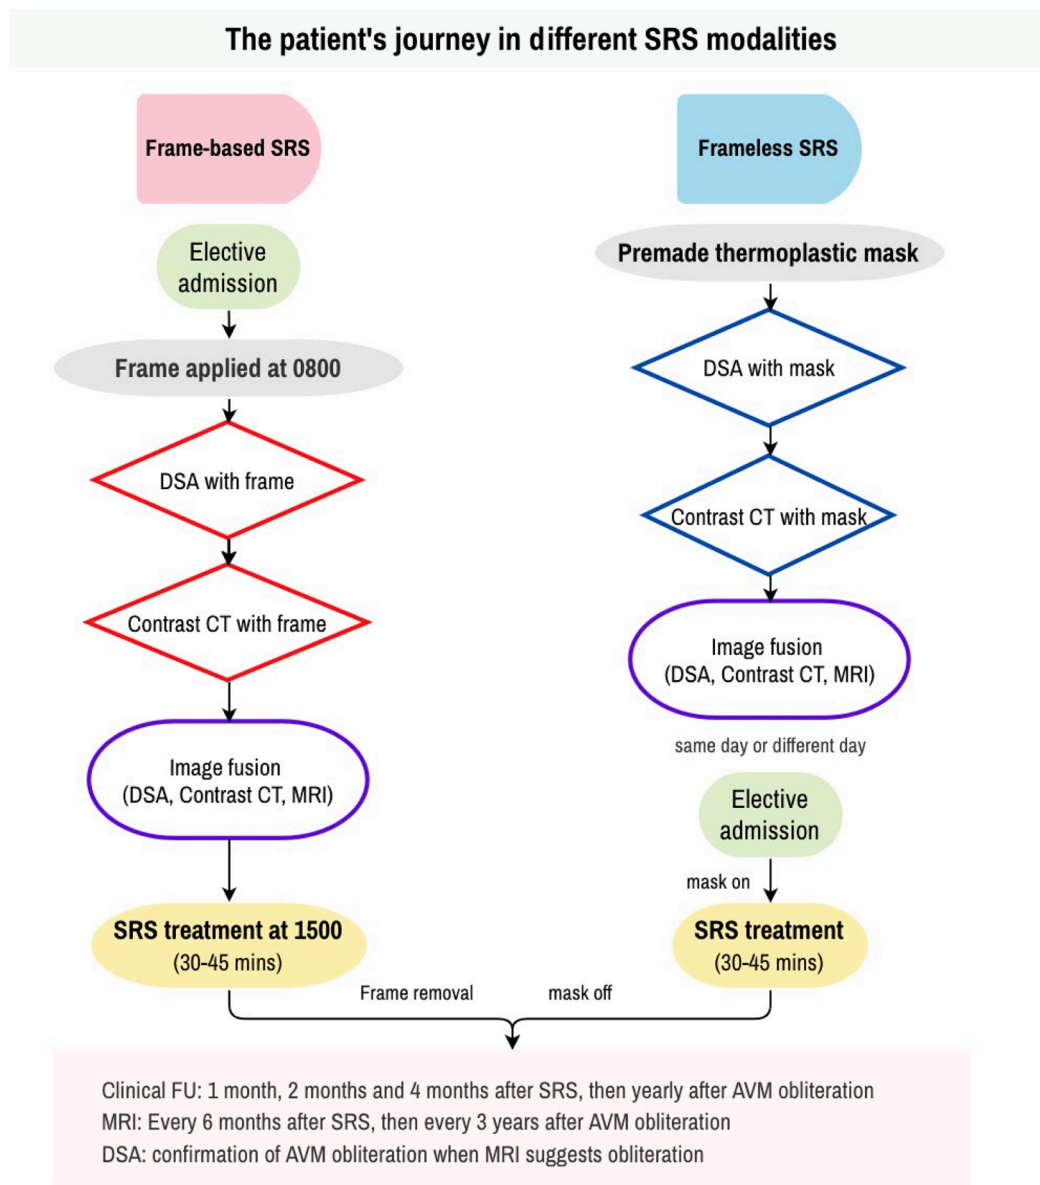 The patient's journey in different SRS modalities
Frame-based SRS
Elective
admission
Frame applied at 0800
DSA with frame
Contrast CT with frame
Image fusion
(DSA, Contrast CT, MRI)
SRS treatment at 1500
(30-45 mins)
Frame removal
Frameless SRS
Premade thermoplastic mask
DSA with mask
Contrast CT with mask
Image fusion
(DSA, Contrast CT, MRI)
same day or different day
Elective
admission
mask on
SRS treatment
(30-45 mins)
mask off
Clinical FU: 1 month, 2 months and 4 months after SRS, then yearly after AVM obliteration
MRI: Every 6 months after SRS, then every 3 years after AVM obliteration
DSA: confirmation of AVM obliteration when MRI suggests obliteration